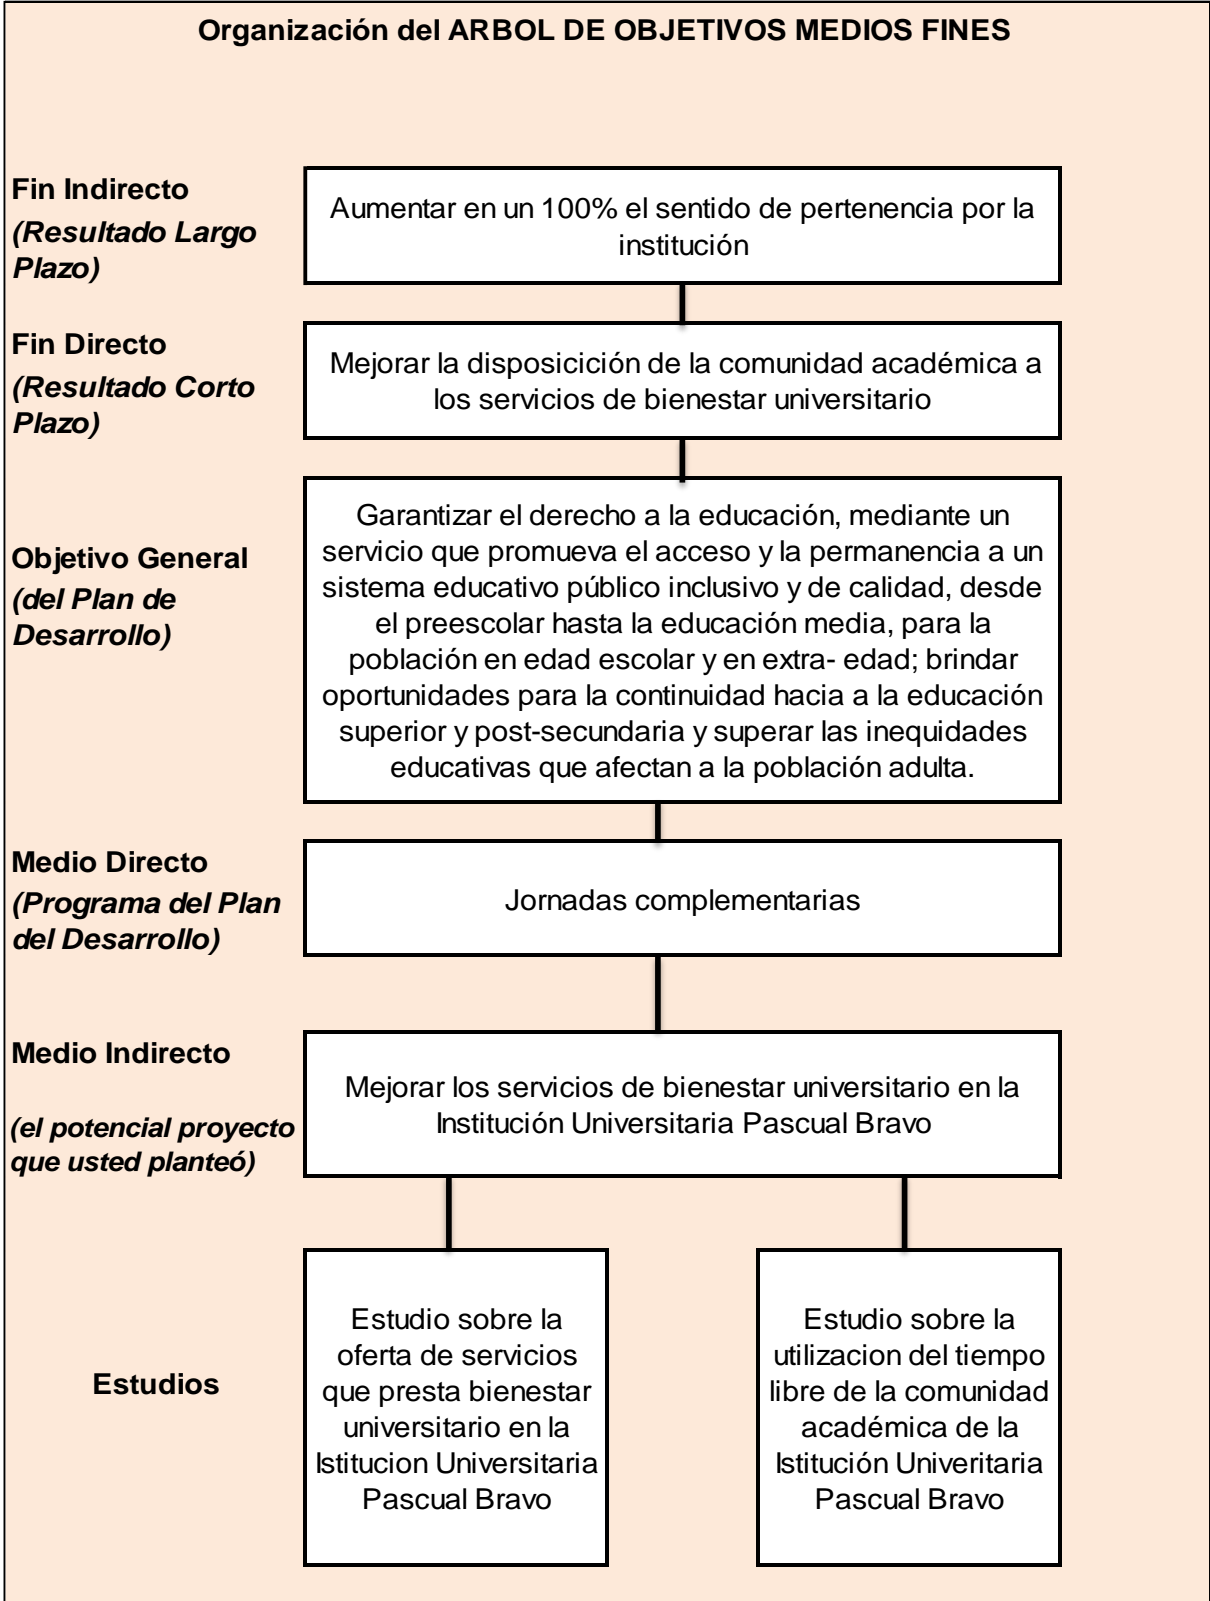 Organización del ARBOL DE OBJETIVOS MEDIOS FINES
Fin Indirecto
(Resultado Largo
Plazo)
Aumentar en un 100% el sentido de pertenencia por la
institución
Fin Directo
(Resultado Corto
Plazo)
Mejorar la disposicición de la comunidad académica a
los servicios de bienestar universitario
Objetivo General
(del Plan de
Desarrollo)
Garantizar el derecho a la educación, mediante un
servicio que promueva el acceso y la permanencia a un
sistema educativo público inclusivo y de calidad, desde
el preescolar hasta la educación media, para la
población en edad escolar y en extra- edad; brindar
oportunidades para la continuidad hacia a la educación
superior y post-secundaria y superar las inequidades
educativas que afectan a la población adulta.
Medio Directo
(Programa del Plan
del Desarrollo)
Jornadas complementarias
Medio Indirecto
(el potencial proyecto
que usted planteó)
Mejorar los servicios de bienestar universitario en la
Institución Universitaria Pascual Bravo
Estudios
Estudio sobre la
oferta de servicios
que presta bienestar
universitario en la
Istitucion Universitaria
Pascual Bravo
Estudio sobre la
utilizacion del tiempo
libre de la comunidad
académica de la
Istitución Univeritaria
Pascual Bravo